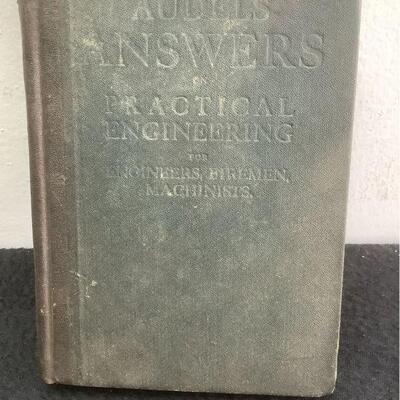 AUDELS
ANSWERS
ON
PRACTICAL
ENGINEERING
FOR
ENGINEERS, FIREMEN,
MACHINISTS.